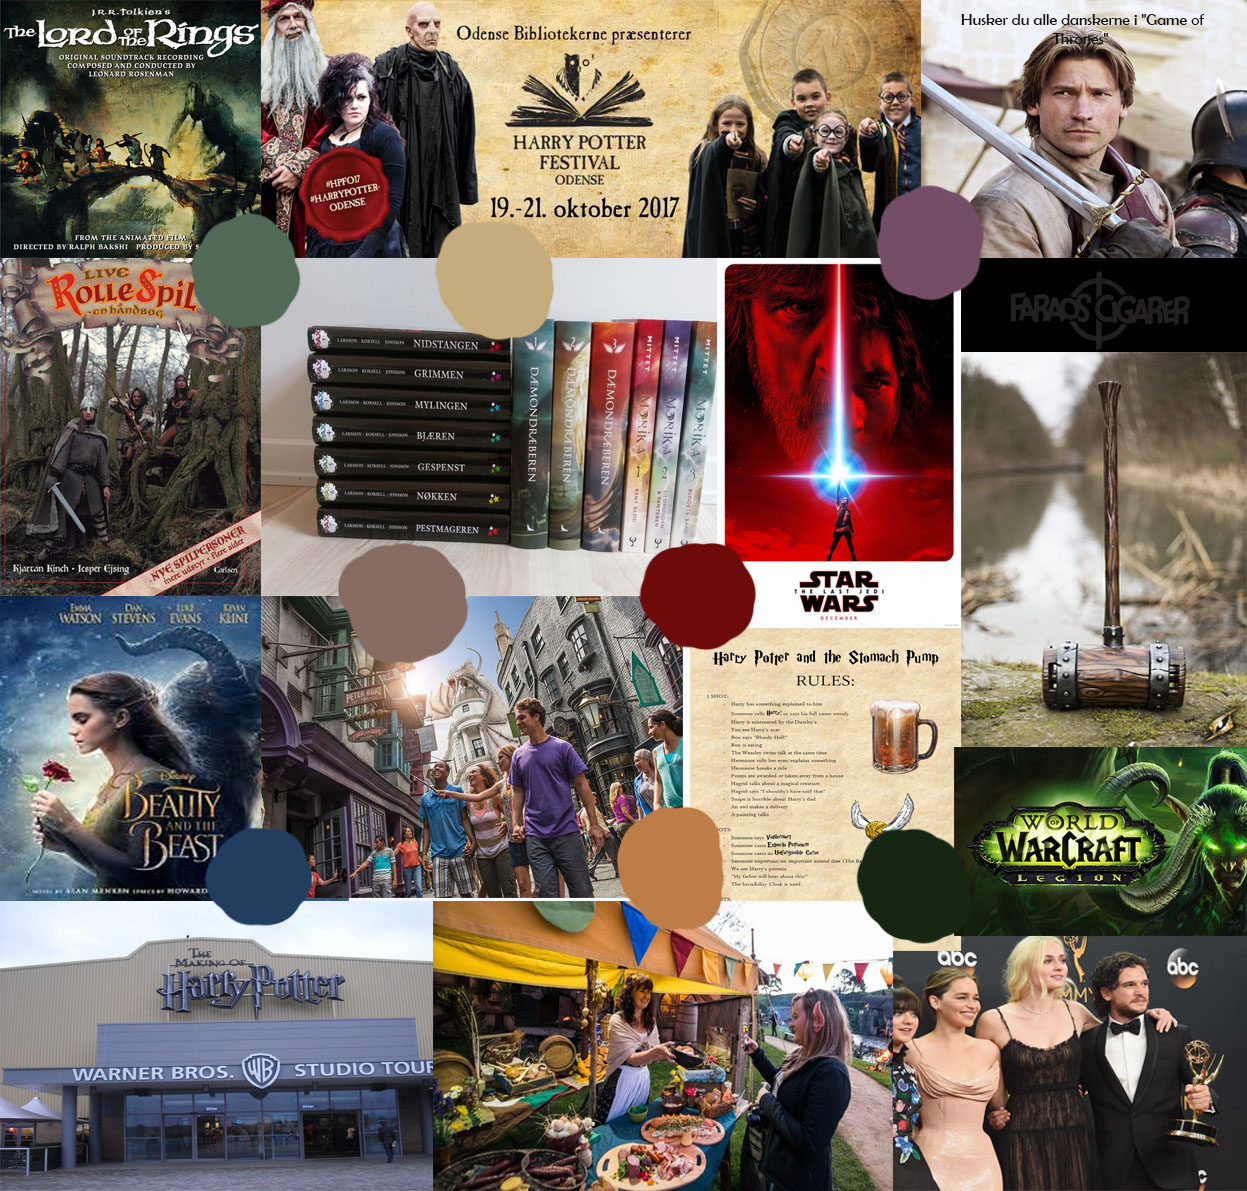 J.R.R. Tolkien's
The Lord of the Rings
ORIGINAL SOUNDTRACK RECORDING
COMPOSED AND CONDUCTED BY
LEONARD ROSENMAN
FROM THE ANIMATED FILM
DIRECTED BY RALPH BAKSHI PRODUCED BY S
Odense Bibliotekerne præsenterer
HARRY POTTER
FESTIVAL
ODENSE
19.-21. oktober 2017
#HPFO17
#HARRYPOTTER-
ODENSE
Husker du alle danskerne i "Game of
Thrones"
LIVE
ROLLESPIL
-en håndbog
NYE SPILPERSONER
mere udstyr · flere sider
Kjartan Kinch · Jesper Ejsing
Carlsen
LARSSON · KORSELL · JONSSON NIDSTANGEN
LARSSON · KORSELL · JONSSON GRIMMEN
LARSSON · KORSELL · JONSSON MYLINGEN
LARSSON · KORSELL · JONSSON BJÆREN
LARSSON · KORSELL · JONSSON GESPENST
LARSSON · KORSELL · JONSSON NØKKEN
LARSSON · KORSELL · JONSSON PESTMAGEREN
DÆMONDRÆBEREN
2 DÆMONDRÆBEREN
3 DÆMONDRÆBEREN
MITTET MØRIKA 1
MITTET MØRIKA 2
MITTET MØRIKA 3
STAR
THE LAST JEDI
WARS
DECEMBER
FARAOS CIGARER
EMMA WATSON
DAN STEVENS
LUKE EVANS
KEVIN KLINE
Disney
BEAUTY
AND THE
BEAST
MUSIC BY ALAN MENKEN LYRICS BY HOWARD
Harry Potter and the Stomach Pump
RULES:
1 SHOT:
Harry has something explained to him
Someone yells Harry! or says his full name sternly
Harry is mistreated by the Dursley's
You see Harry's scar
Ron says "Bloody Hell!"
Ron is eating
The Weasley twins talk at the same time
Hermione rolls her eyes/explains something
Hermione breaks a rule
Points are awarded or taken away from a house
Hagrid talks about a magical creature
Hagrid says "I shouldn't have said that"
Snape is horrible about Harry's dad
An owl makes a delivery
A painting talks
OTS:
Someone says Voldemort
Someone casts Expecto Patronum
Someone casts an Unforgivable Curse
Someone important/an important animal dies (The Ba
We see Harry's parents
"My father will hear about this!"
The Invisibility Cloak is used
OTS:
WORLD
OF
WARCRAFT
LEGION
THE
MAKING OF
Harry Potter
WARNER BROS. WB STUDIO TOUR
abc
EMMY
abc